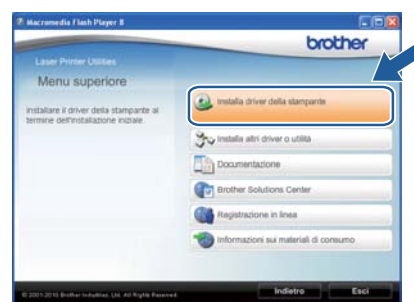 Macromedia Flash Player 8
brother
Laser Printer Utilities
Menu superiore
Installare il driver della stampante al
termine dell'installazione iniziale.
Installa driver della stampante
Installa altri driver o utilità
Documentazione
Brother Solutions Center
Registrazione in linea
Informazioni sui materiali di consumo
© 2001-2010 Brother Industries, Ltd. All Rights Reserved.
Indietro
Esci